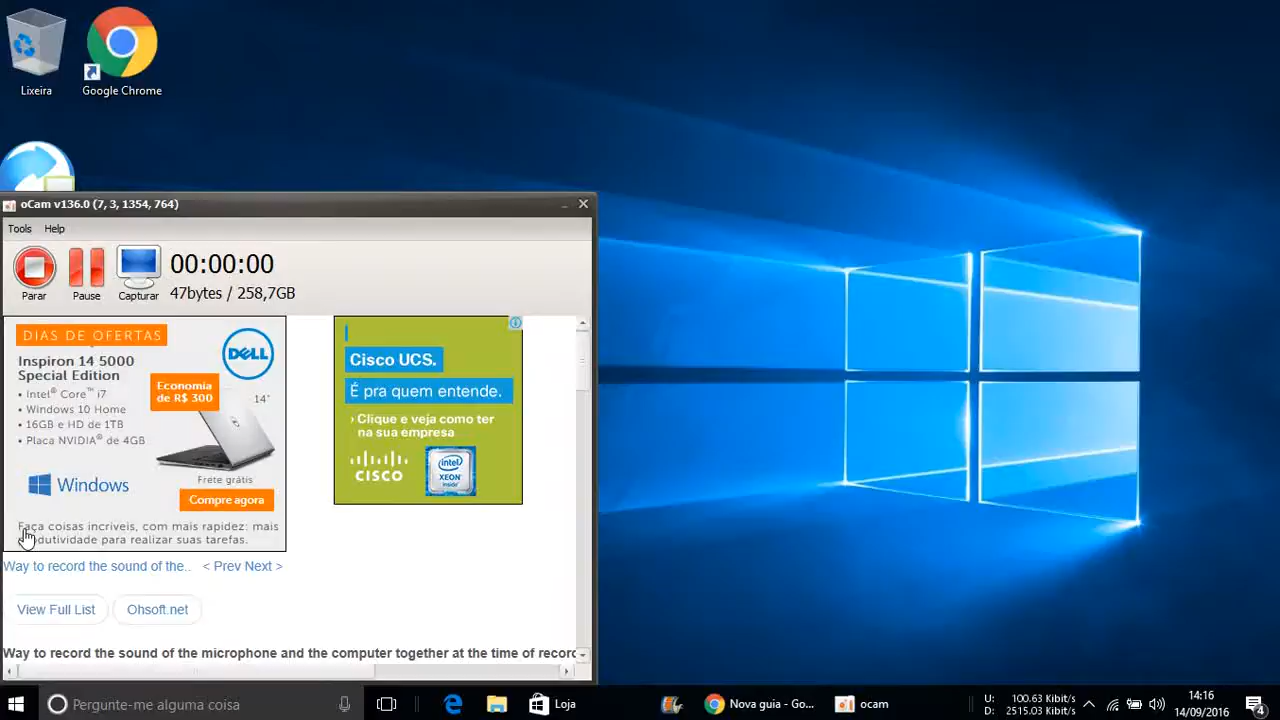 Lixeira
Google Chrome
oCam v136.0 (7, 3, 1354, 764)
Tools Help
Parar
Pause
Capturar
00:00:00
47bytes / 258,7GB
DIAS DE OFERTAS
DELL
Inspiron 14 5000
Special Edition
• Intel® Core™ i7
• Windows 10 Home
• 16GB e HD de 1TB
• Placa NVIDIA® de 4GB
Economia
de R$ 300
14"
Frete grátis
Windows
Compre agora
Faça coisas incríveis, com mais rapidez: mais
dutividade para realizar suas tarefas.
Cisco UCS.
É pra quem entende.
› Clique e veja como ter
na sua empresa
CISCO
intel
XEON
inside
Way to record the sound of the.. < Prev Next >
View Full List
Ohsoft.net
Way to record the sound of the microphone and the computer together at the time of recorc
Pergunte-me alguma coisa
Loja
Nova guia - Go...
ocam
U: 100.63 Kibit/s
D: 2515.03 Kibit/s
14:16
14/09/2016
4